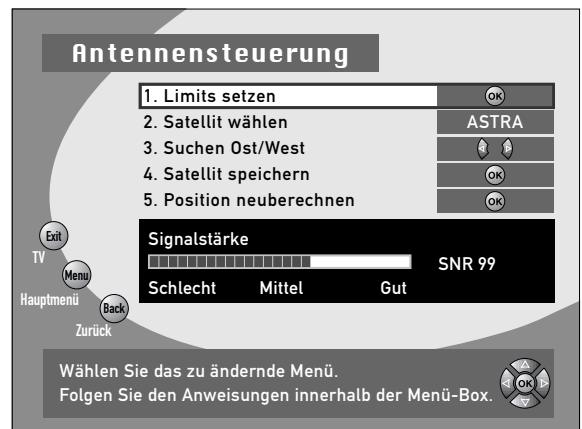 Antennensteuerung
1. Limits setzen OK
2. Satellit wählen ASTRA
3. Suchen Ost/West
4. Satellit speichern OK
5. Position neuberechnen OK
Signalstärke
SNR 99
Schlecht Mittel Gut
Exit
TV
Menu
Hauptmenü
Back
Zurück
Wählen Sie das zu ändernde Menü.
Folgen Sie den Anweisungen innerhalb der Menü-Box.
OK